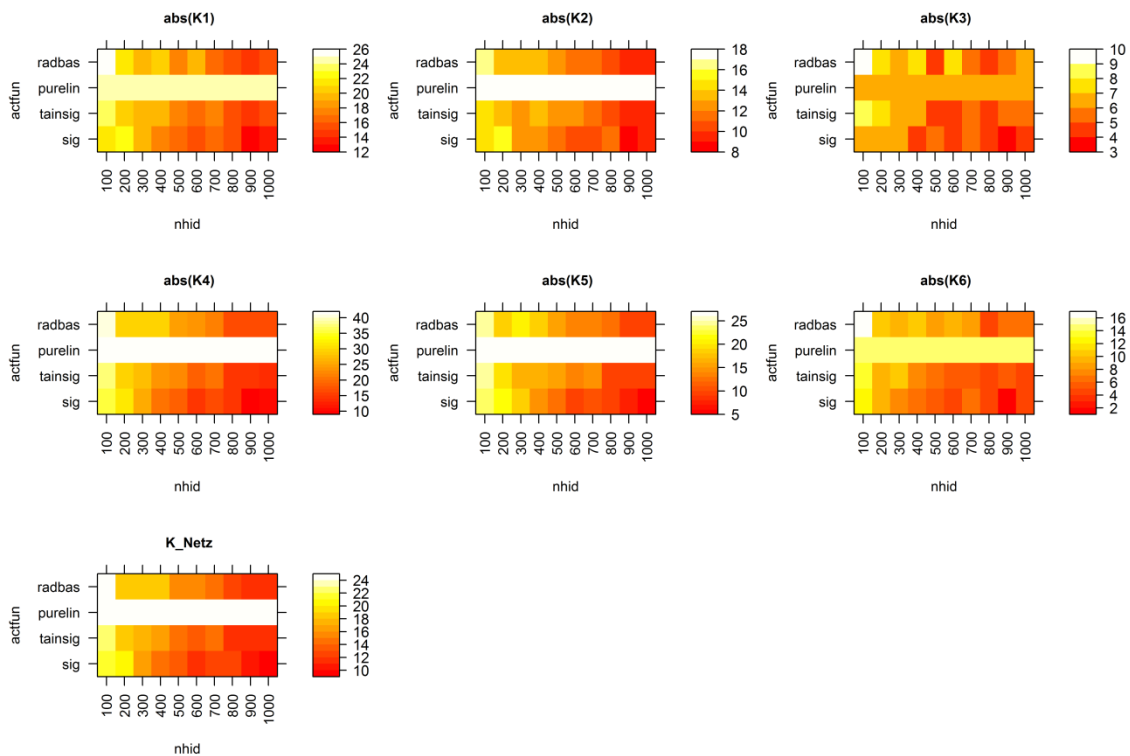 abs(K1)
actfun
radbas
purelin
tainsig
sig
100 200 300 400 500 600 700 800 900 1000
nhid
26
24
22
20
18
16
14
12
abs(K2)
actfun
radbas
purelin
tainsig
sig
100 200 300 400 500 600 700 800 900 1000
nhid
18
16
14
12
10
8
abs(K3)
actfun
radbas
purelin
tainsig
sig
100 200 300 400 500 600 700 800 900 1000
nhid
10
9
8
7
6
5
4
3
abs(K4)
actfun
radbas
purelin
tainsig
sig
100 200 300 400 500 600 700 800 900 1000
nhid
40
35
30
25
20
15
10
abs(K5)
actfun
radbas
purelin
tainsig
sig
100 200 300 400 500 600 700 800 900 1000
nhid
25
20
15
10
5
abs(K6)
actfun
radbas
purelin
tainsig
sig
100 200 300 400 500 600 700 800 900 1000
nhid
16
14
12
10
8
6
4
2
K_Netz
actfun
radbas
purelin
tainsig
sig
100 200 300 400 500 600 700 800 900 1000
nhid
24
22
20
18
16
14
12
10